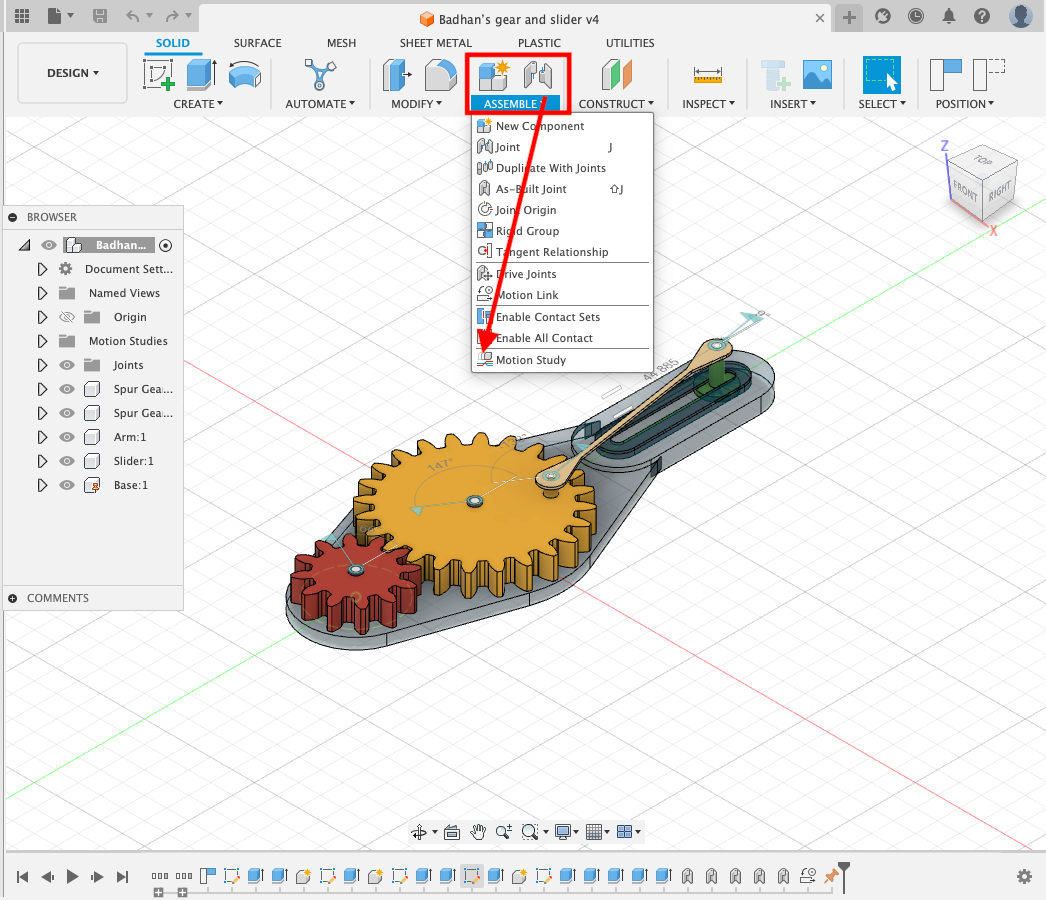 Badhan's gear and slider v4
SOLID SURFACE MESH SHEET METAL PLASTIC UTILITIES
DESIGN
CREATE AUTOMATE MODIFY ASSEMBLE CONSTRUCT INSPECT INSERT SELECT POSITION
New Component
Joint J
Duplicate With Joints
As-Built Joint ⇧J
Joint Origin
Rigid Group
Tangent Relationship
Drive Joints
Motion Link
Enable Contact Sets
Enable All Contact
Motion Study
Z
TOP
FRONT RIGHT
X
BROWSER
Badhan...
Document Sett...
Named Views
Origin
Motion Studies
Joints
Spur Gea...
Spur Gea...
Arm:1
Slider:1
Base:1
COMMENTS
0°
44.885
147°